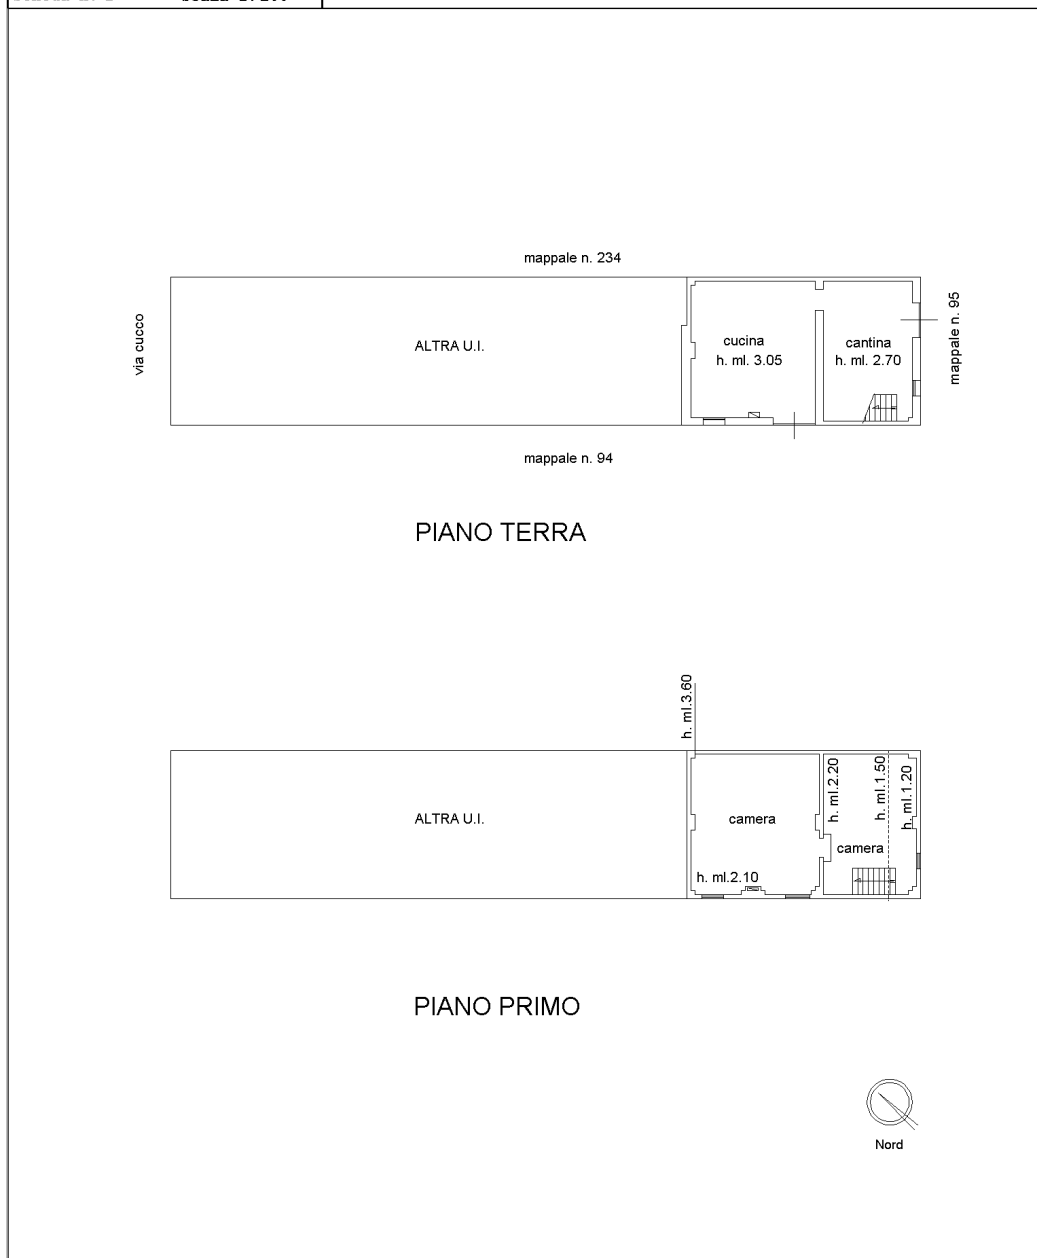 mappale n. 234
via cucco
ALTRA U.I.
cucina
h. ml. 3.05
cantina
h. ml. 2.70
mappale n. 95
mappale n. 94
PIANO TERRA
h. ml.3.60
ALTRA U.I.
camera
h. ml.2.10
h. ml.2.20
h. ml.1.50
h. ml.1.20
camera
PIANO PRIMO
Nord